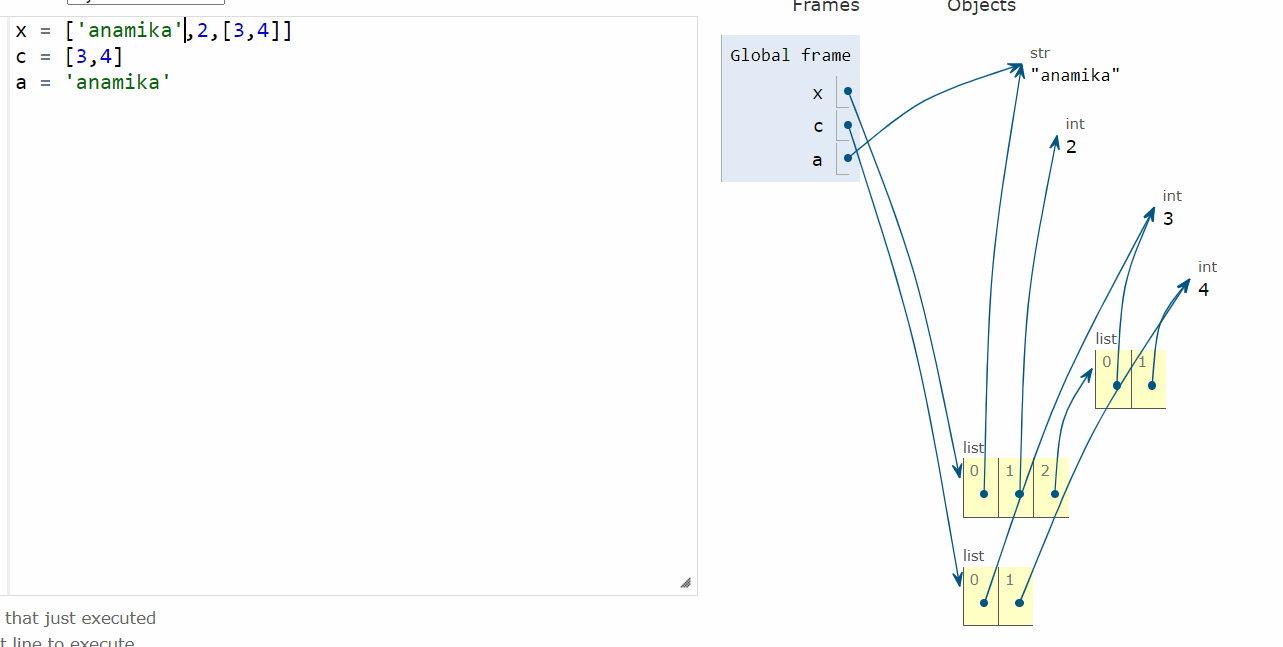 x = ['anamika',2,[3,4]]
c = [3,4]
a = 'anamika'
that just executed
line to execute
Frames
Objects
Global frame
x
c
a
str
"anamika"
int
2
int
3
int
4
list
0 1
list
0 1 2
list
0 1